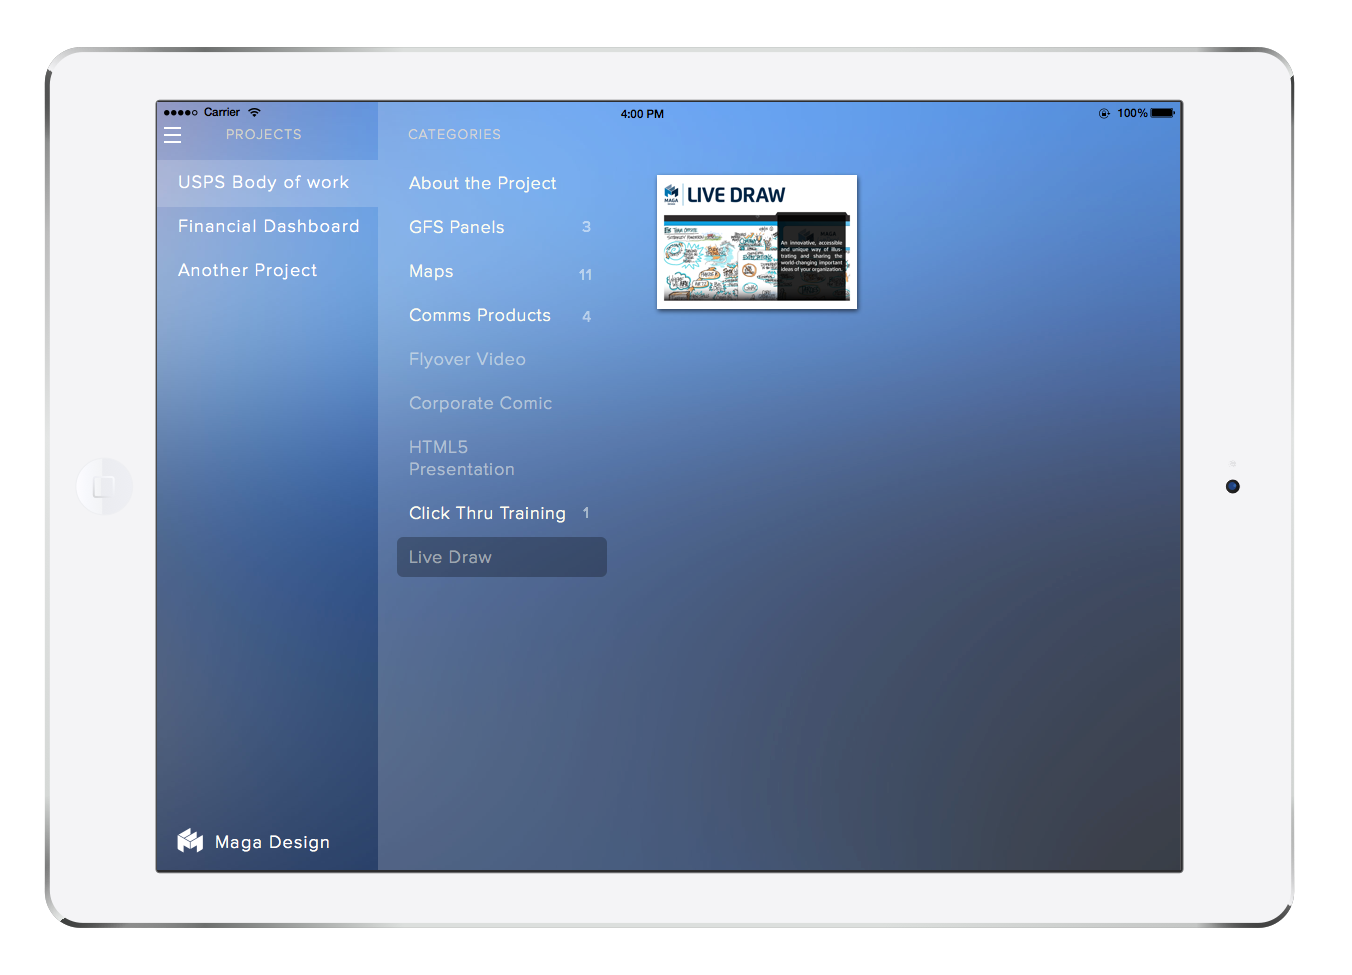 Carrier
4:00 PM
100%
PROJECTS
CATEGORIES
USPS Body of work
Financial Dashboard
Another Project
About the Project
GFS Panels 3
Maps 11
Comms Products 4
Flyover Video
Corporate Comic
HTML5
Presentation
Click Thru Training 1
Live Draw
MAGA
LIVE DRAW
An innovative, accessible
and unique way of illus-
trating and sharing the
world-changing important
ideas of your organization.
Maga Design